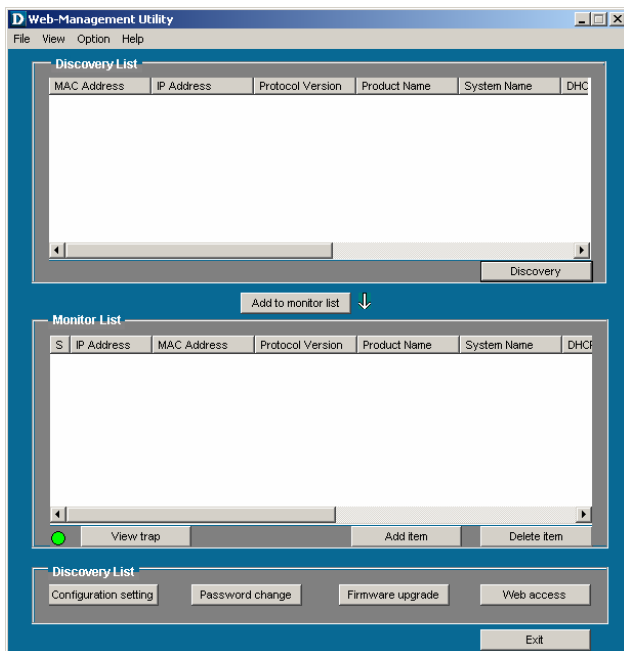 D Web-Management Utility
File View Option Help
Discovery List
MAC Address IP Address Protocol Version Product Name System Name DHC
Discovery
Add to monitor list
Monitor List
S IP Address MAC Address Protocol Version Product Name System Name DHCP
View trap Add item Delete item
Discovery List
Configuration setting Password change Firmware upgrade Web access
Exit